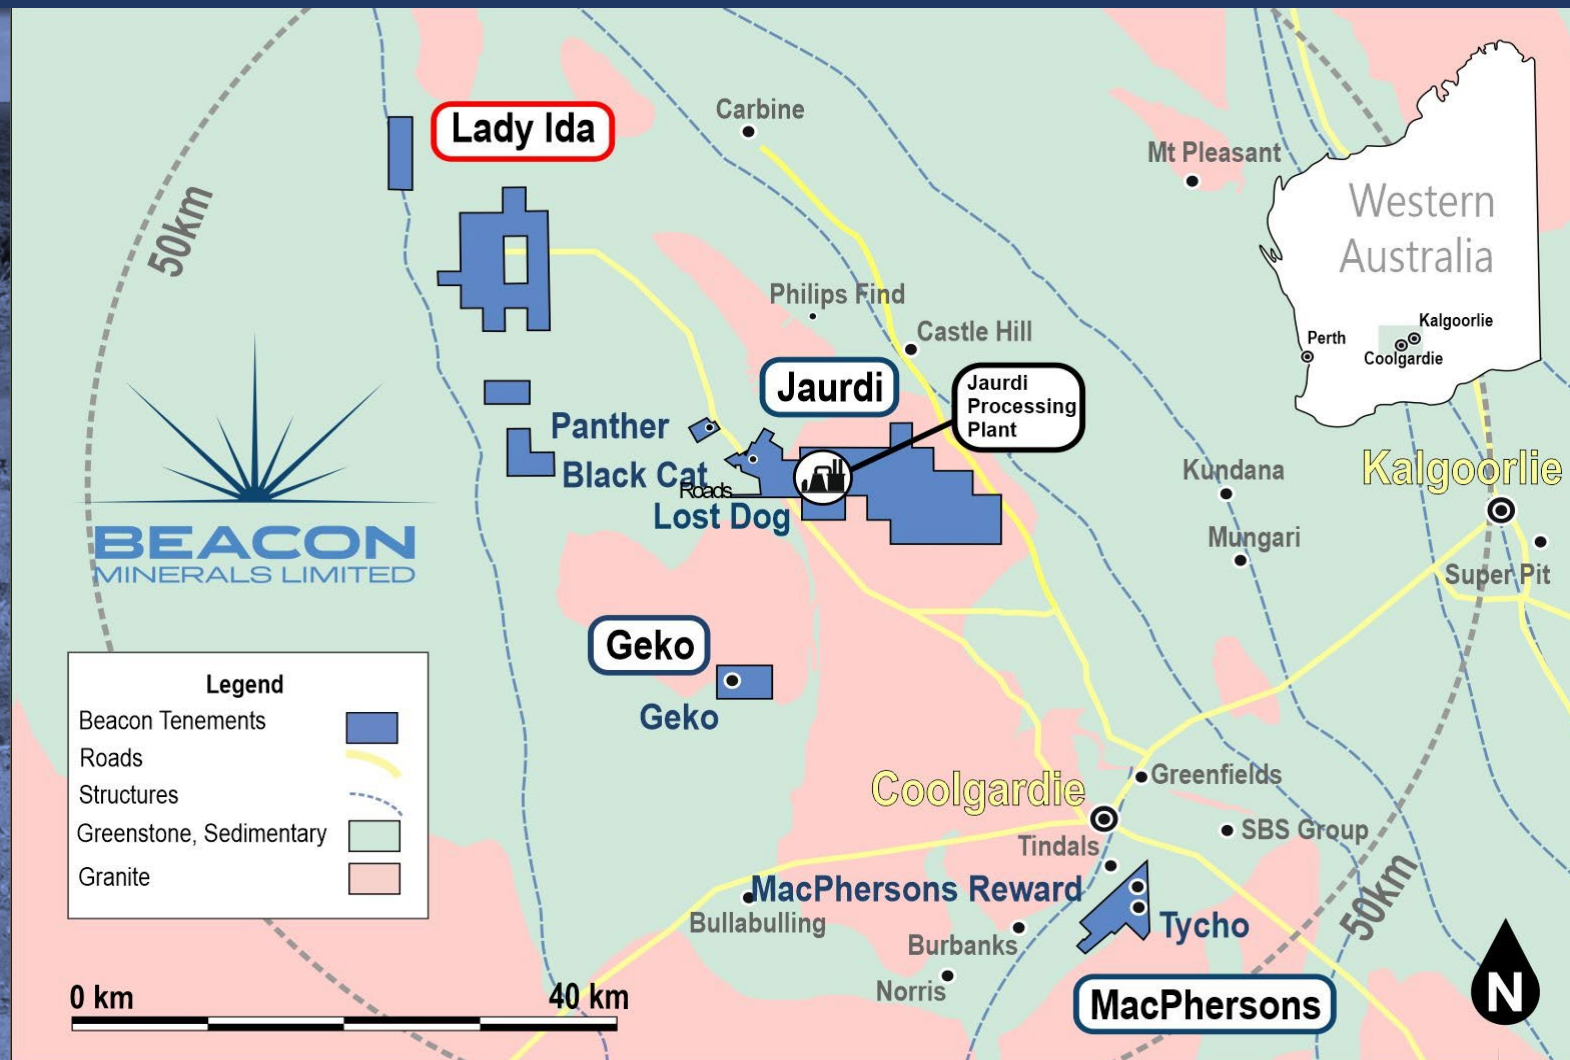 Carbine
Lady Ida
Mt Pleasant
Western
Australia
50km
Philips Find
Castle Hill
Kalgoorlie
Perth
Coolgardie
Jaurdi
Jaurdi
Processing
Plant
Panther
Black Cat
Roads
Lost Dog
Kundana
Kalgoorlie
Mungari
Super Pit
BEACON
MINERALS LIMITED
Geko
Geko
Legend
Beacon Tenements
Roads
Structures
Greenstone, Sedimentary
Granite
Coolgardie
Greenfields
SBS Group
Tindals
MacPhersons Reward
Bullabulling
Tycho
Burbanks
Norris
50km
MacPhersons
0 km 40 km
N